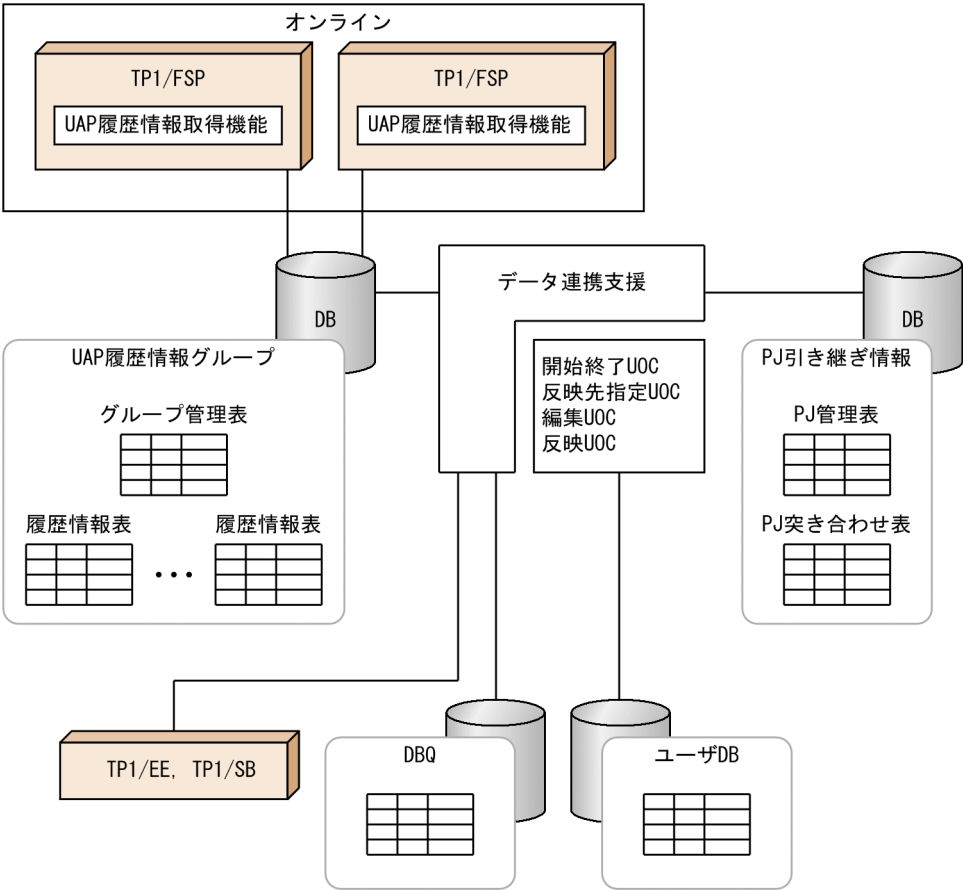 オンライン
TP1/FSP
UAP履歴情報取得機能
TP1/FSP
UAP履歴情報取得機能
DB
データ連携支援
DB
UAP履歴情報グループ
グループ管理表
履歴情報表
・・・
履歴情報表
開始終了UOC
反映先指定UOC
編集UOC
反映UOC
PJ引き継ぎ情報
PJ管理表
PJ突き合わせ表
TP1/EE, TP1/SB
DBQ
ユーザDB